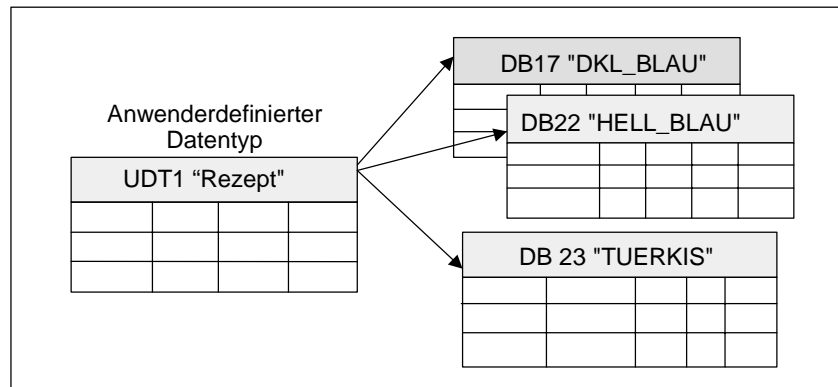 DB17 "DKL_BLAU"
DB22 "HELL_BLAU"
Anwenderdefinierter
Datentyp
UDT1 “Rezept"
DB 23 "TUERKIS"